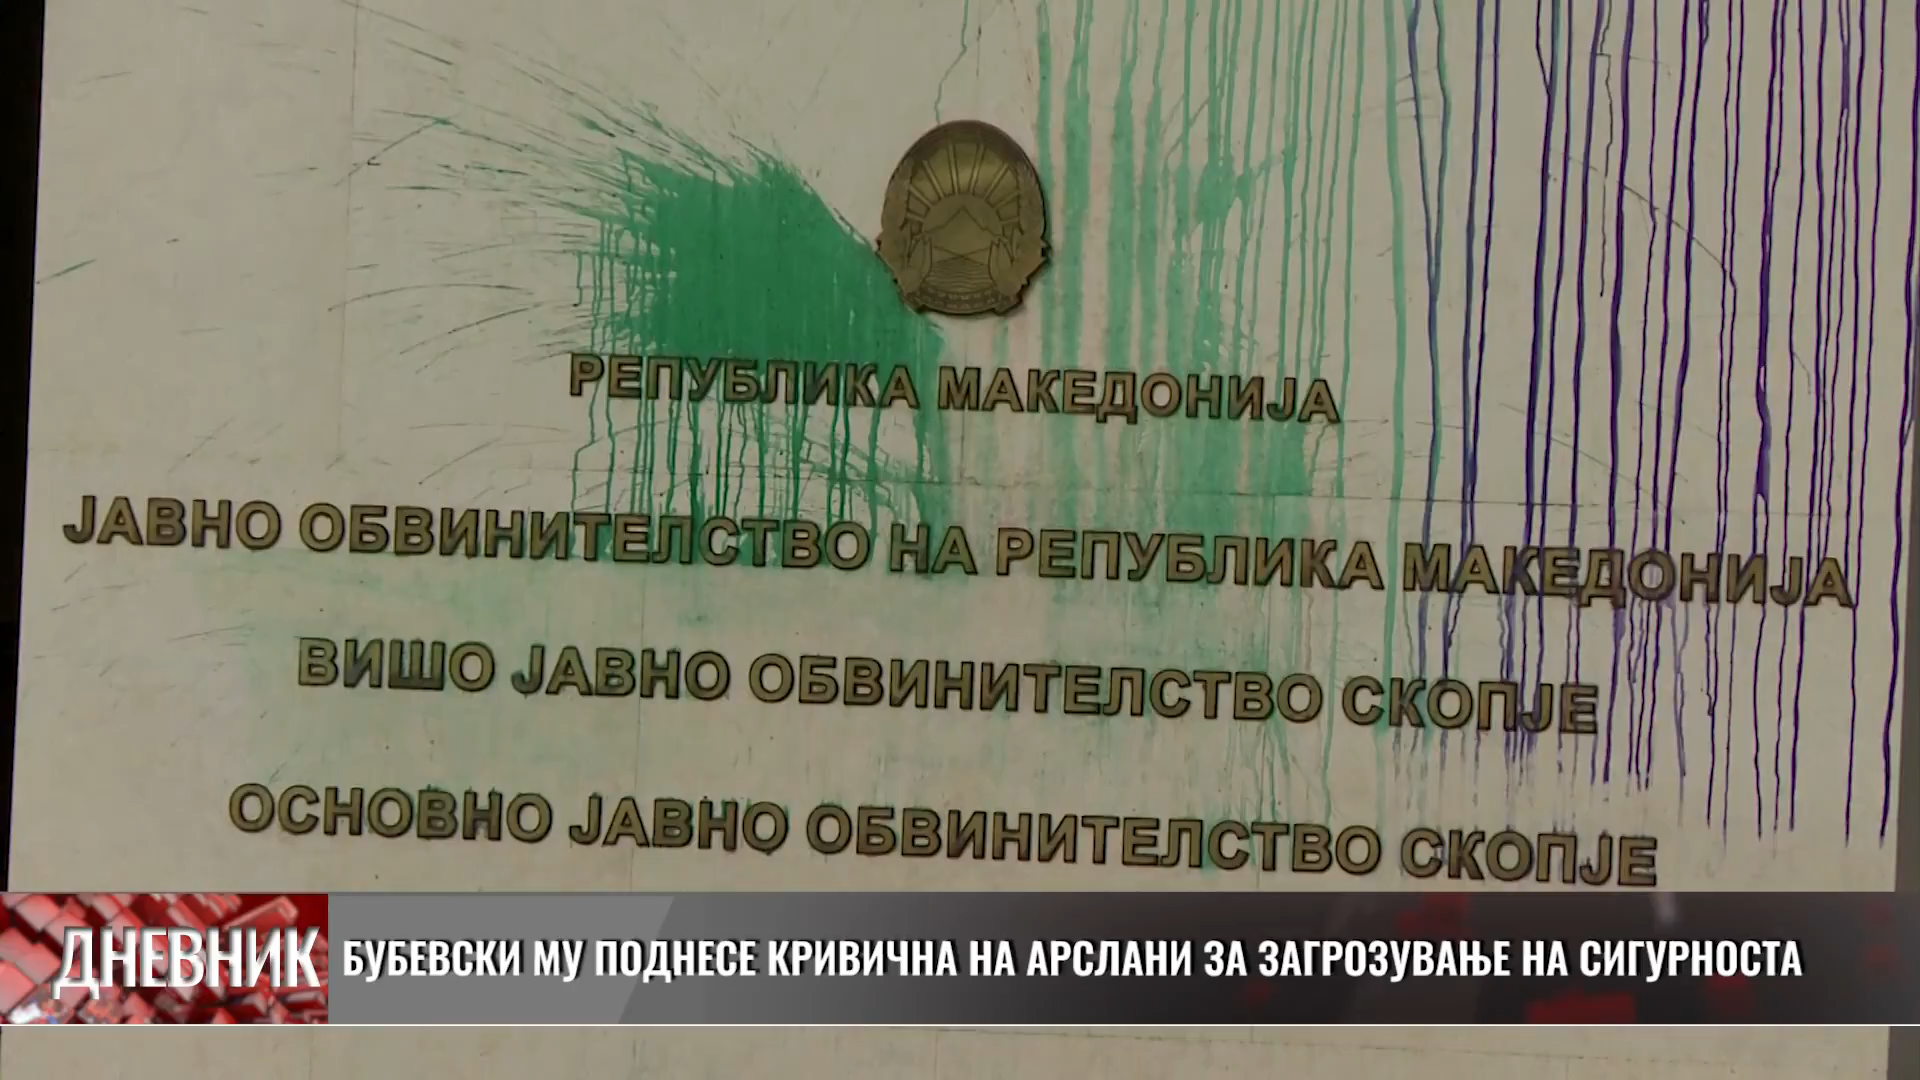 РЕПУБЛИКА МАКЕДОНИЈА
ЈАВНО ОБВИНИТЕЛСТВО НА РЕПУБЛИКА МАКЕДОНИЈА
ВИШО ЈАВНО ОБВИНИТЕЛСТВО СКОПЈЕ
ОСНОВНО ЈАВНО ОБВИНИТЕЛСТВО СКОПЈЕ
ДНЕВНИК
БУБЕВСКИ МУ ПОДНЕСЕ КРИВИЧНА НА АРСЛАНИ ЗА ЗАГРОЗУВАЊЕ НА СИГУРНОСТА